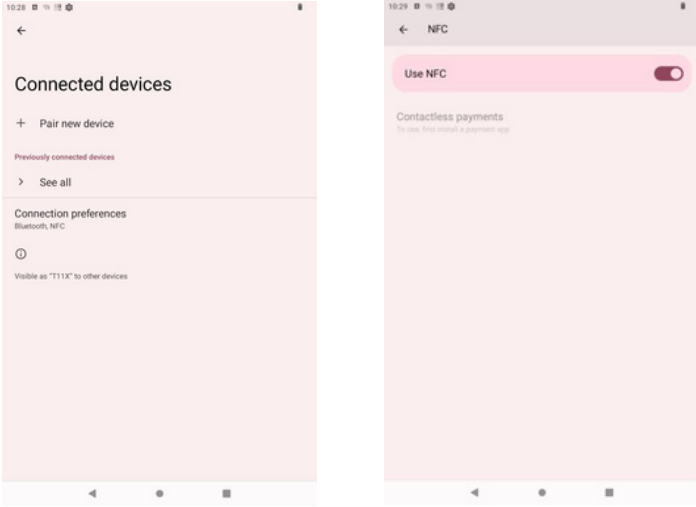 10:28
Connected devices
Pair new device
Previously connected devices
See all
Connection preferences
Bluetooth, NFC
Visible as "T11X" to other devices
10:29
NFC
Use NFC
Contactless payments
To use, first install a payment app